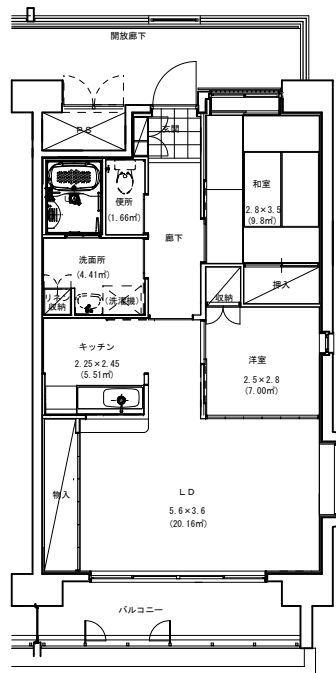 開放廊下
PS
玄関
便所
(1.66㎡)
和室
2.8×3.5
(9.8㎡)
廊下
洗面所
(4.41㎡)
リネン
収納
(洗濯機)
収納
押入
キッチン
2.25×2.45
(5.51㎡)
洋室
2.5×2.8
(7.00㎡)
物入
LD
5.6×3.6
(20.16㎡)
バルコニー